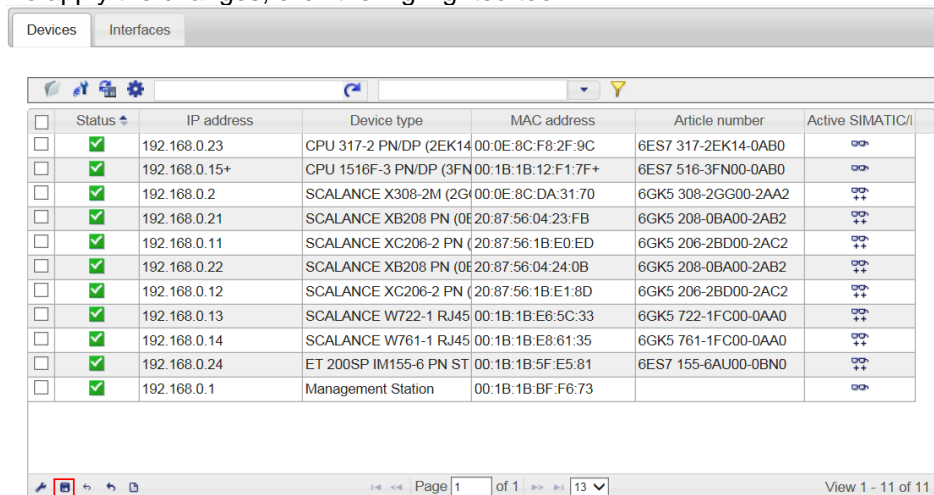 Devices Interfaces
Status IP address Device type MAC address Article number Active SIMATIC/
192.168.0.23 CPU 317-2 PN/DP (2EK14 00:0E:8C:F8:2F:9C 6ES7 317-2EK14-0AB0
192.168.0.15+ CPU 1516F-3 PN/DP (3FN 00:1B:1B:12:F1:7F+ 6ES7 516-3FN00-0AB0
192.168.0.2 SCALANCE X308-2M (2G 00:0E:8C:DA:31:70 6GK5 308-2GG00-2AA2 ++
192.168.0.21 SCALANCE XB208 PN (0E 20:87:56:04:23:FB 6GK5 208-0BA00-2AB2 ++
192.168.0.11 SCALANCE XC206-2 PN ( 20:87:56:1B:E0:ED 6GK5 206-2BD00-2AC2 ++
192.168.0.22 SCALANCE XB208 PN (0E 20:87:56:04:24:0B 6GK5 208-0BA00-2AB2 ++
192.168.0.12 SCALANCE XC206-2 PN ( 20:87:56:1B:E1:8D 6GK5 206-2BD00-2AC2 ++
192.168.0.13 SCALANCE W722-1 RJ45 00:1B:1B:E6:5C:33 6GK5 722-1FC00-0AA0 ++
192.168.0.14 SCALANCE W761-1 RJ45 00:1B:1B:E8:61:35 6GK5 761-1FC00-0AA0 ++
192.168.0.24 ET 200SP IM155-6 PN ST 00:1B:1B:5F:E5:81 6ES7 155-6AU00-0BN0 ++
192.168.0.1 Management Station 00:1B:1B:BF:F6:73
Page 1 of 1 13 View 1 - 11 of 11